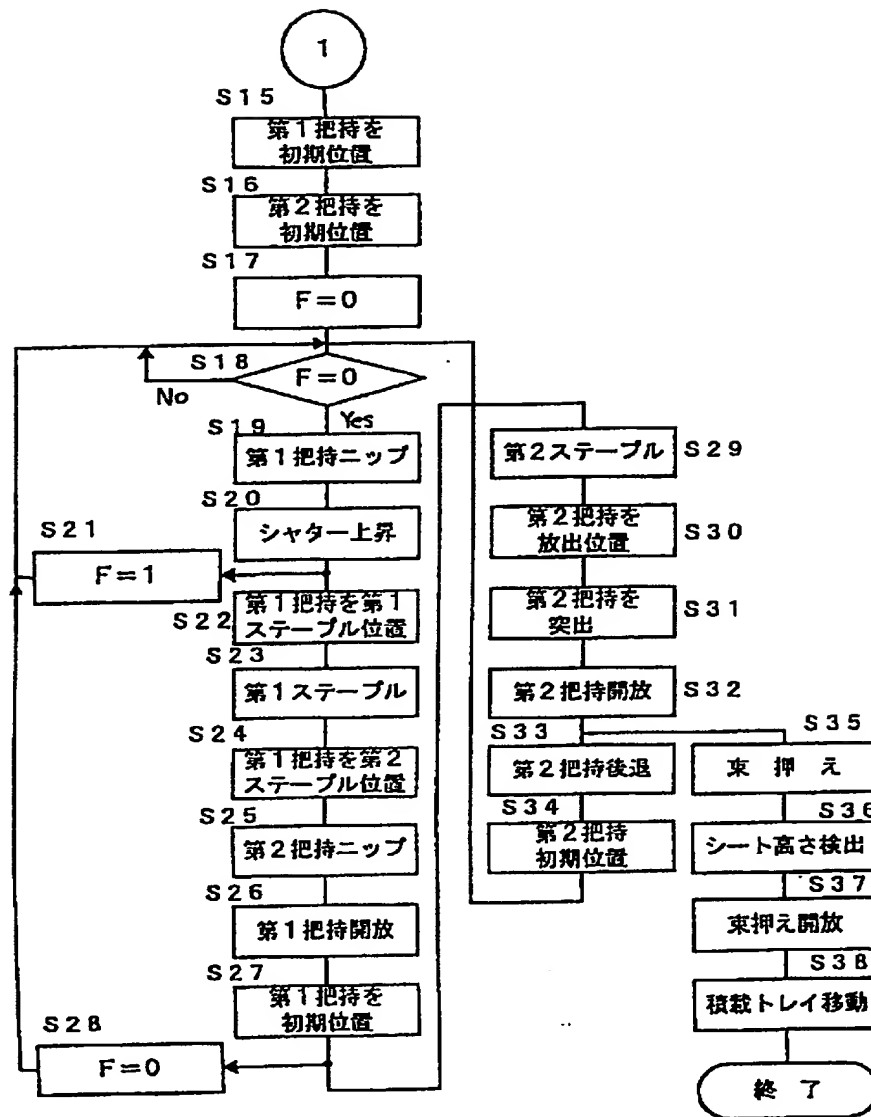 1
S15
第1把持を
初期位置
S16
第2把持を
初期位置
S17
F=0
S18
F=0
No
Yes
S19
第1把持ニップ
S20
シャター上昇
S21
F=1
S22
第1把持を第1
ステープル位置
S23
第1ステープル
S24
第1把持を第2
ステープル位置
S25
第2把持ニップ
S26
第1把持開放
S27
第1把持を
初期位置
S28
F=0
第2ステープル
S29
第2把持を
放出位置
S30
第2把持を
突出
S31
第2把持開放
S32
S33
第2把持後退
S34
第2把持
初期位置
S35
束 押え
S36
シート高さ検出
S37
束押え開放
S38
積載トレイ移動
終 了